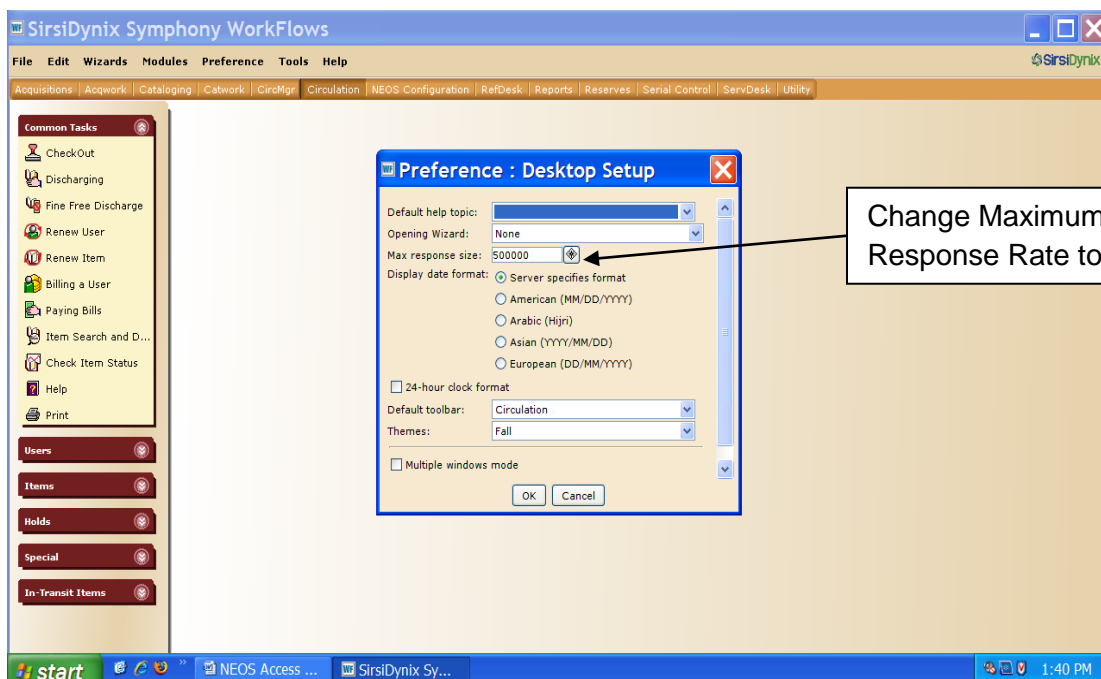 SirsiDynix Symphony WorkFlows
File Edit Wizards Modules Preference Tools Help
SirsiDynix
Acquisitions Acqwork Cataloging Catwork CircMgr Circulation NEOS Configuration RefDesk Reports Reserves Serial Control ServDesk Utility
Common Tasks
CheckOut
Discharging
Fine Free Discharge
Renew User
Renew Item
Billing a User
Paying Bills
Item Search and D...
Check Item Status
Help
Print
Users
Items
Holds
Special
In-Transit Items
Preference : Desktop Setup
Default help topic:
Opening Wizard: None
Max response size: 500000
Display date format: Server specifies format
American (MM/DD/YYYY)
Arabic (Hijri)
Asian (YYYY/MM/DD)
European (DD/MM/YYYY)
24-hour clock format
Default toolbar: Circulation
Themes: Fall
Multiple windows mode
OK Cancel
Change Maximum
Response Rate to
start NEOS Access ... SirsiDynix Sy... 1:40 PM